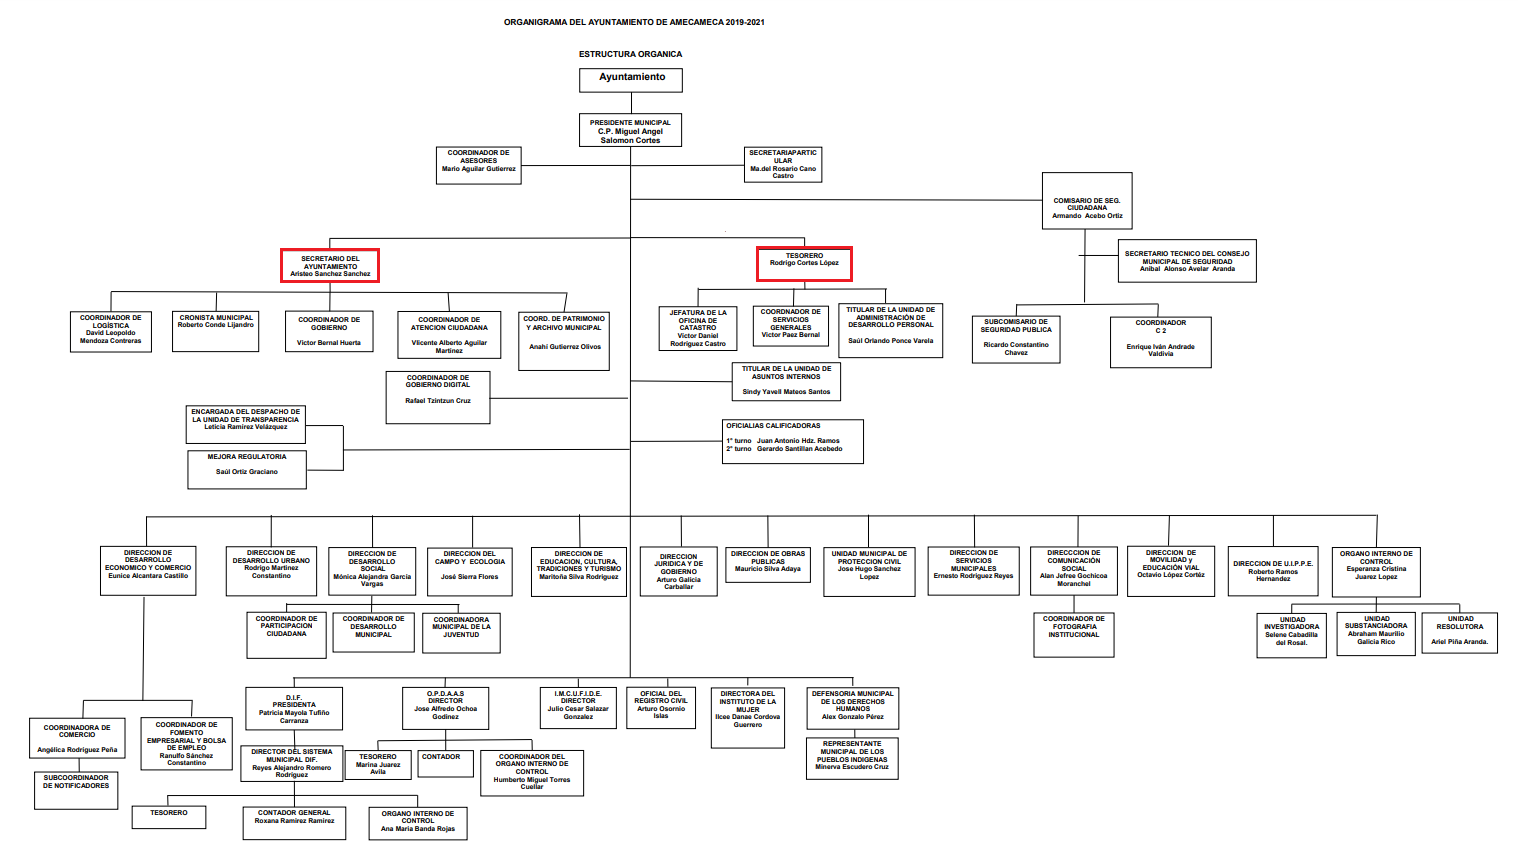 ORGANIGRAMA DEL AYUNTAMIENTO DE AMECAMECA 2019-2021
ESTRUCTURA ORGANICA
Ayuntamiento
PRESIDENTE MUNICIPAL
C.P. Miguel Angel
Salomon Cortes
COORDINADOR DE
ASESORES
Mario Aguilar Gutierrez
SECRETARIAPARTIC
ULAR
Ma.del Rosario Cano
Castro
COMISARIO DE SEG.
CIUDADANA
Armando Acebo Ortiz
SECRETARIO TECNICO DEL CONSEJO
MUNICIPAL DE SEGURIDAD
Anibal Alonso Avelar Aranda
SECRETARIO DEL
AYUNTAMIENTO
Aristeo Sanchez Sanchez
TESORERO
Rodrigo Cortes López
COORDINADOR DE
LOGÍSTICA
David Leopoldo
Mendoza Contreras
CRONISTA MUNICIPAL
Roberto Conde Lijandro
COORDINADOR DE
GOBIERNO
Victor Bernal Huerta
COORDINADOR DE
ATENCION CIUDADANA
Vlicente Alberto Aguilar
Martinez
COORD. DE PATRIMONIO
Y ARCHIVO MUNICIPAL
Anahi Gutierrez Olivos
JEFATURA DE LA
OFICINA DE
CATASTRO
Victor Daniel
Rodriguez Castro
COORDNADOR DE
SERVICIOS
GENERALES
Victor Paez Bernal
TITULAR DE LA UNIDAD DE
ADMINISTRACIÓN DE
DESARROLLO PERSONAL
Saúl Orlando Ponce Varela
SUBCOMISARIO DE
SEGURIDAD PUBLICA
Ricardo Constantino
Chavez
COORDINADOR
C 2
Enrique Iván Andrade
Valdivia
COORDINADOR DE
GOBIERNO DIGITAL
Rafael Tzintzun Cruz
TITULAR DE LA UNIDAD DE
ASUNTOS INTERNOS
Sindy Yavell Mateos Santos
ENCARGADA DEL DESPACHO DE
LA UNIDAD DE TRANSPARENCIA
Leticia Ramírez Velázquez
MEJORA REGULATORIA
Saúl Ortiz Graciano
OFICIALIAS CALIFICADORAS
1° turno Juan Antonio Hdz. Ramos
2° turno Gerardo Santillan Acebedo
DIRECCION DE
DESARROLLO
ECONOMICO Y COMERCIO
Eunice Alcantara Castillo
DIRECCION DE
DESARROLLO URBANO
Rodrigo Martinez
Constantino
DIRECCION DE
DESARROLLO
SOCIAL
Mónica Alejandra García
Vargas
DIRECCION DEL
CAMPO Y ECOLOGIA
José Sierra Flores
DIRECCION DE
EDUCACION, CULTURA,
TRADICIONES Y TURISMO
Maritoña Silva Rodriguez
DIRECCION
JURIDICA Y DE
GOBIERNO
Arturo Galicia
Carballar
DIRECCION DE OBRAS
PUBLICAS
Mauricio Silva Adaya
UNIDAD MUNICIPAL DE
PROTECCION CIVIL
Jose Hugo Sanchez
Lopez
DIRECCION DE
SERVICIOS
MUNICIPALES
Ernesto Rodriguez Reyes
DIRECCCION DE
COMUNICACIÓN
SOCIAL
Alan Jefree Gochicoa
Moranchel
DIRECCION DE
MOVILIDAD y
EDUCACIÓN VIAL
Octavio López Cortéz
DIRECCION DE U.I.P.P.E.
Roberto Ramos
Hernandez
ORGANO INTERNO DE
CONTROL
Esperanza Cristina
Juarez Lopez
COORDINADOR DE
PARTICIPACION
CIUDADANA
COORDINADOR DE
DESARROLLO
MUNICIPAL
COORDINADORA
MUNICIPAL DE LA
JUVENTUD
COORDINADOR DE
FOTOGRAFIA
INSTITUCIONAL
UNIDAD
INVESTIGADORA
Selene Cabadilla
del Rosal.
UNIDAD
SUBSTANCIADORA
Abraham Maurilio
Galicia Rico
UNIDAD
RESOLUTORA
Ariel Piña Aranda.
COORDINADORA DE
COMERCIO
Angélica Rodriguez Peña
COORDINADOR DE
FOMENTO
EMPRESARIAL Y BOLSA
DE EMPLEO
Ranulfo Sánchez
Constantino
SUBCOORDINADOR
DE NOTIFICADORES
D.I.F.
PRESIDENTA
Patricia Mayola Tufiño
Carranza
O.P.D.A.A.S
DIRECTOR
Jose Alfredo Ochoa
Godinez
I.M.C.U.F.I.D.E.
DIRECTOR
Julio Cesar Salazar
Gonzalez
OFICIAL DEL
REGISTRO CIVIL
Arturo Osornio
Islas
DIRECTORA DEL
INSTITUTO DE LA
MUJER
Ilcee Danae Cordova
Guerrero
DEFENSORIA MUNICIPAL
DE LOS DERECHOS
HUMANOS
Alex Gonzalo Pérez
DIRECTOR DEL SISTEMA
MUNICIPAL DIF.
Reyes Alejandro Romero
Rodríguez
TESORERO
Marina Juarez
Avila
CONTADOR
COORDINADOR DEL
ORGANO INTERNO DE
CONTROL
Humberto Miguel Torres
Cuellar
REPRESENTANTE
MUNICIPAL DE LOS
PUEBLOS INDIGENAS
Minerva Escudero Cruz
TESORERO
CONTADOR GENERAL
Roxana Ramirez Ramirez
ORGANO INTERNO DE
CONTROL
Ana Maria Banda Rojas